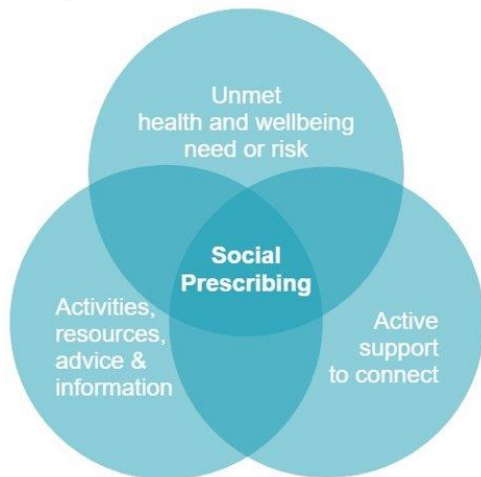 Unmet
health and wellbeing
need or risk
Social
Prescribing
Activities,
resources,
advice &
information
Active
support
to connect